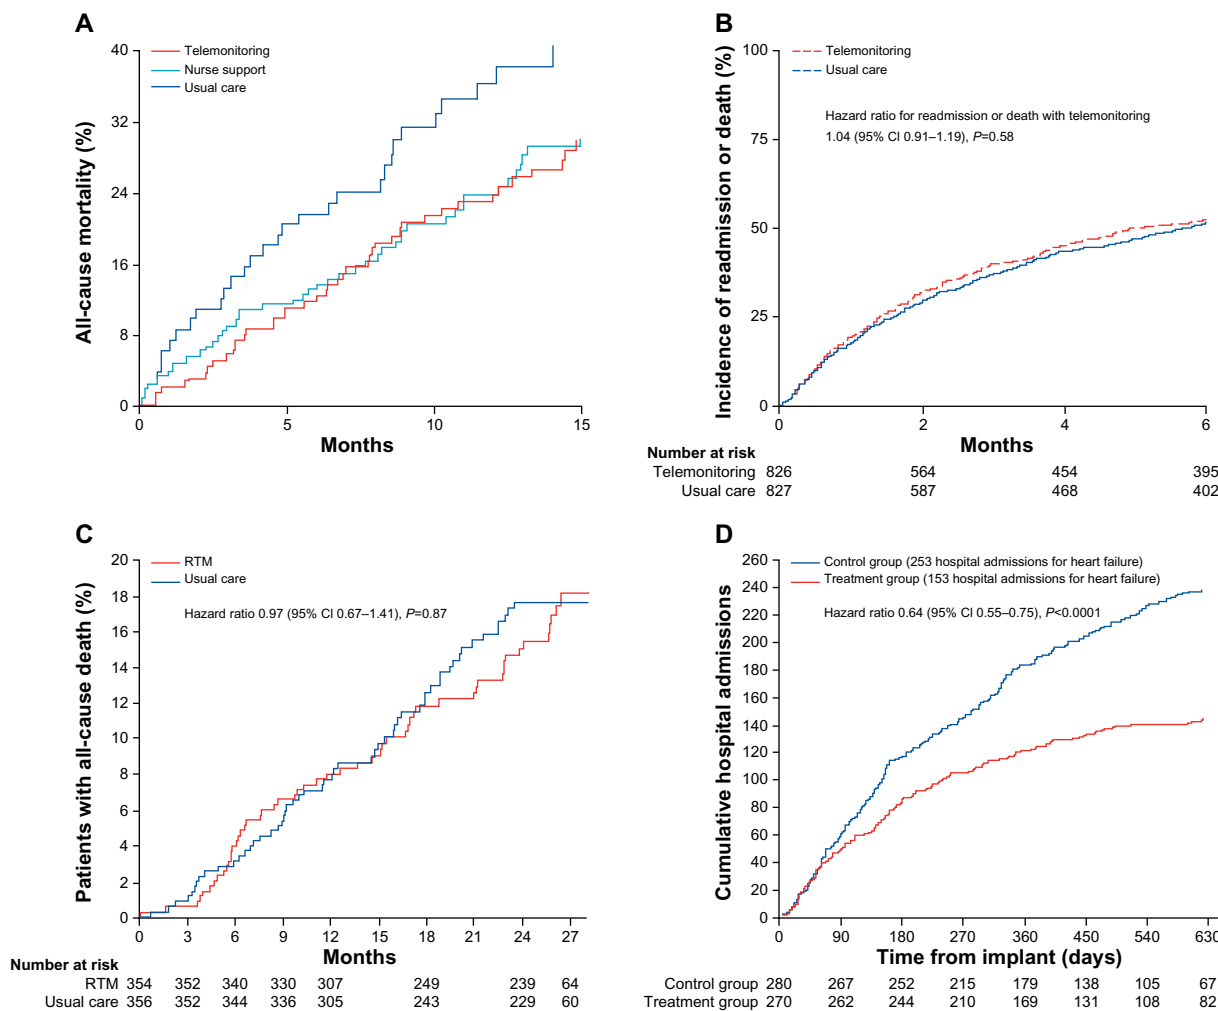 A
Telemonitoring
Nurse support
Usual care
All-cause mortality (%)
40
32
24
16
8
0
0 5 10 15
Months
B
Telemonitoring
Usual care
Hazard ratio for readmission or death with telemonitoring
1.04 (95% CI 0.91–1.19), P=0.58
Incidence of readmission or death (%)
100
75
50
25
0
0 2 4 6
Months
Number at risk
Telemonitoring 826 564 454 395
Usual care 827 587 468 402
C
RTM
Usual care
Hazard ratio 0.97 (95% CI 0.67–1.41), P=0.87
Patients with all-cause death (%)
20
18
16
14
12
10
8
6
4
2
0
0 3 6 9 12 15 18 21 24 27
Months
Number at risk
RTM 354 352 340 330 307 249 239 64
Usual care 356 352 344 336 305 243 229 60
D
Control group (253 hospital admissions for heart failure)
Treatment group (153 hospital admissions for heart failure)
Hazard ratio 0.64 (95% CI 0.55–0.75), P<0.0001
Cumulative hospital admissions
260
240
220
200
180
160
140
120
100
80
60
40
20
0
0 90 180 270 360 450 540 630
Time from implant (days)
Control group 280 267 252 215 179 138 105 67
Treatment group 270 262 244 210 169 131 108 82